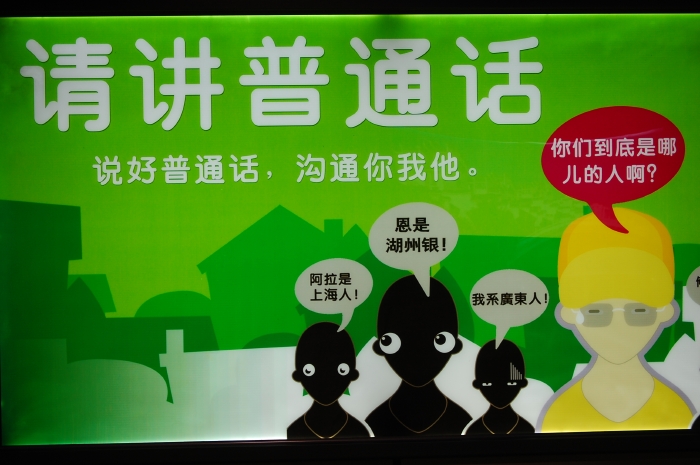 请讲普通话
说好普通话，沟通你我他。
你们到底是哪
儿的人啊？
恩是
湖州银！
阿拉是
上海人！
我系廣東人！